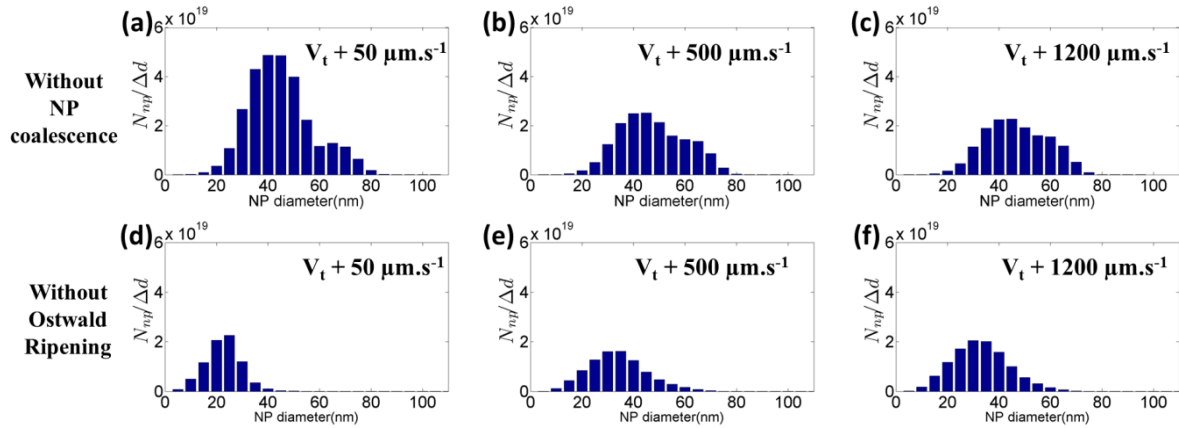 (a)
6 x 10^19
V_t + 50 µm.s^-1
4
2
0
N_np/Δd
0 20 40 60 80 100
NP diameter(nm)
(b)
6 x 10^19
V_t + 500 µm.s^-1
4
2
0
N_np/Δd
0 20 40 60 80 100
NP diameter(nm)
(c)
6 x 10^19
V_t + 1200 µm.s^-1
4
2
0
N_np/Δd
0 20 40 60 80 100
NP diameter(nm)
Without
NP
coalescence
(d)
6 x 10^19
V_t + 50 µm.s^-1
4
2
0
N_np/Δd
0 20 40 60 80 100
NP diameter(nm)
(e)
6 x 10^19
V_t + 500 µm.s^-1
4
2
0
N_np/Δd
0 20 40 60 80 100
NP diameter(nm)
(f)
6 x 10^19
V_t + 1200 µm.s^-1
4
2
0
N_np/Δd
0 20 40 60 80 100
NP diameter(nm)
Without
Ostwald
Ripening